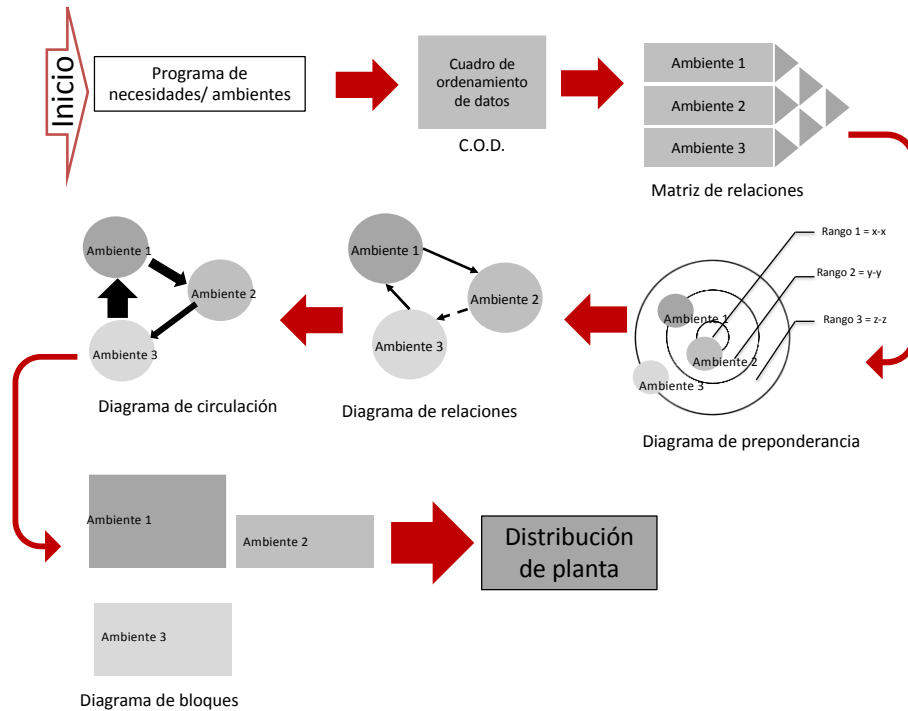 Inicio
Programa de
necesidades/ ambientes
Cuadro de
ordenamiento
de datos
C.O.D.
Ambiente 1
Ambiente 2
Ambiente 3
Matriz de relaciones
Rango 1 = x-x
Rango 2 = y-y
Rango 3 = z-z
Ambiente 1
Ambiente 2
Ambiente 3
Diagrama de preponderancia
Ambiente 1
Ambiente 2
Ambiente 3
Diagrama de relaciones
Ambiente 1
Ambiente 2
Ambiente 3
Diagrama de circulación
Ambiente 1
Ambiente 2
Ambiente 3
Diagrama de bloques
Distribución
de planta